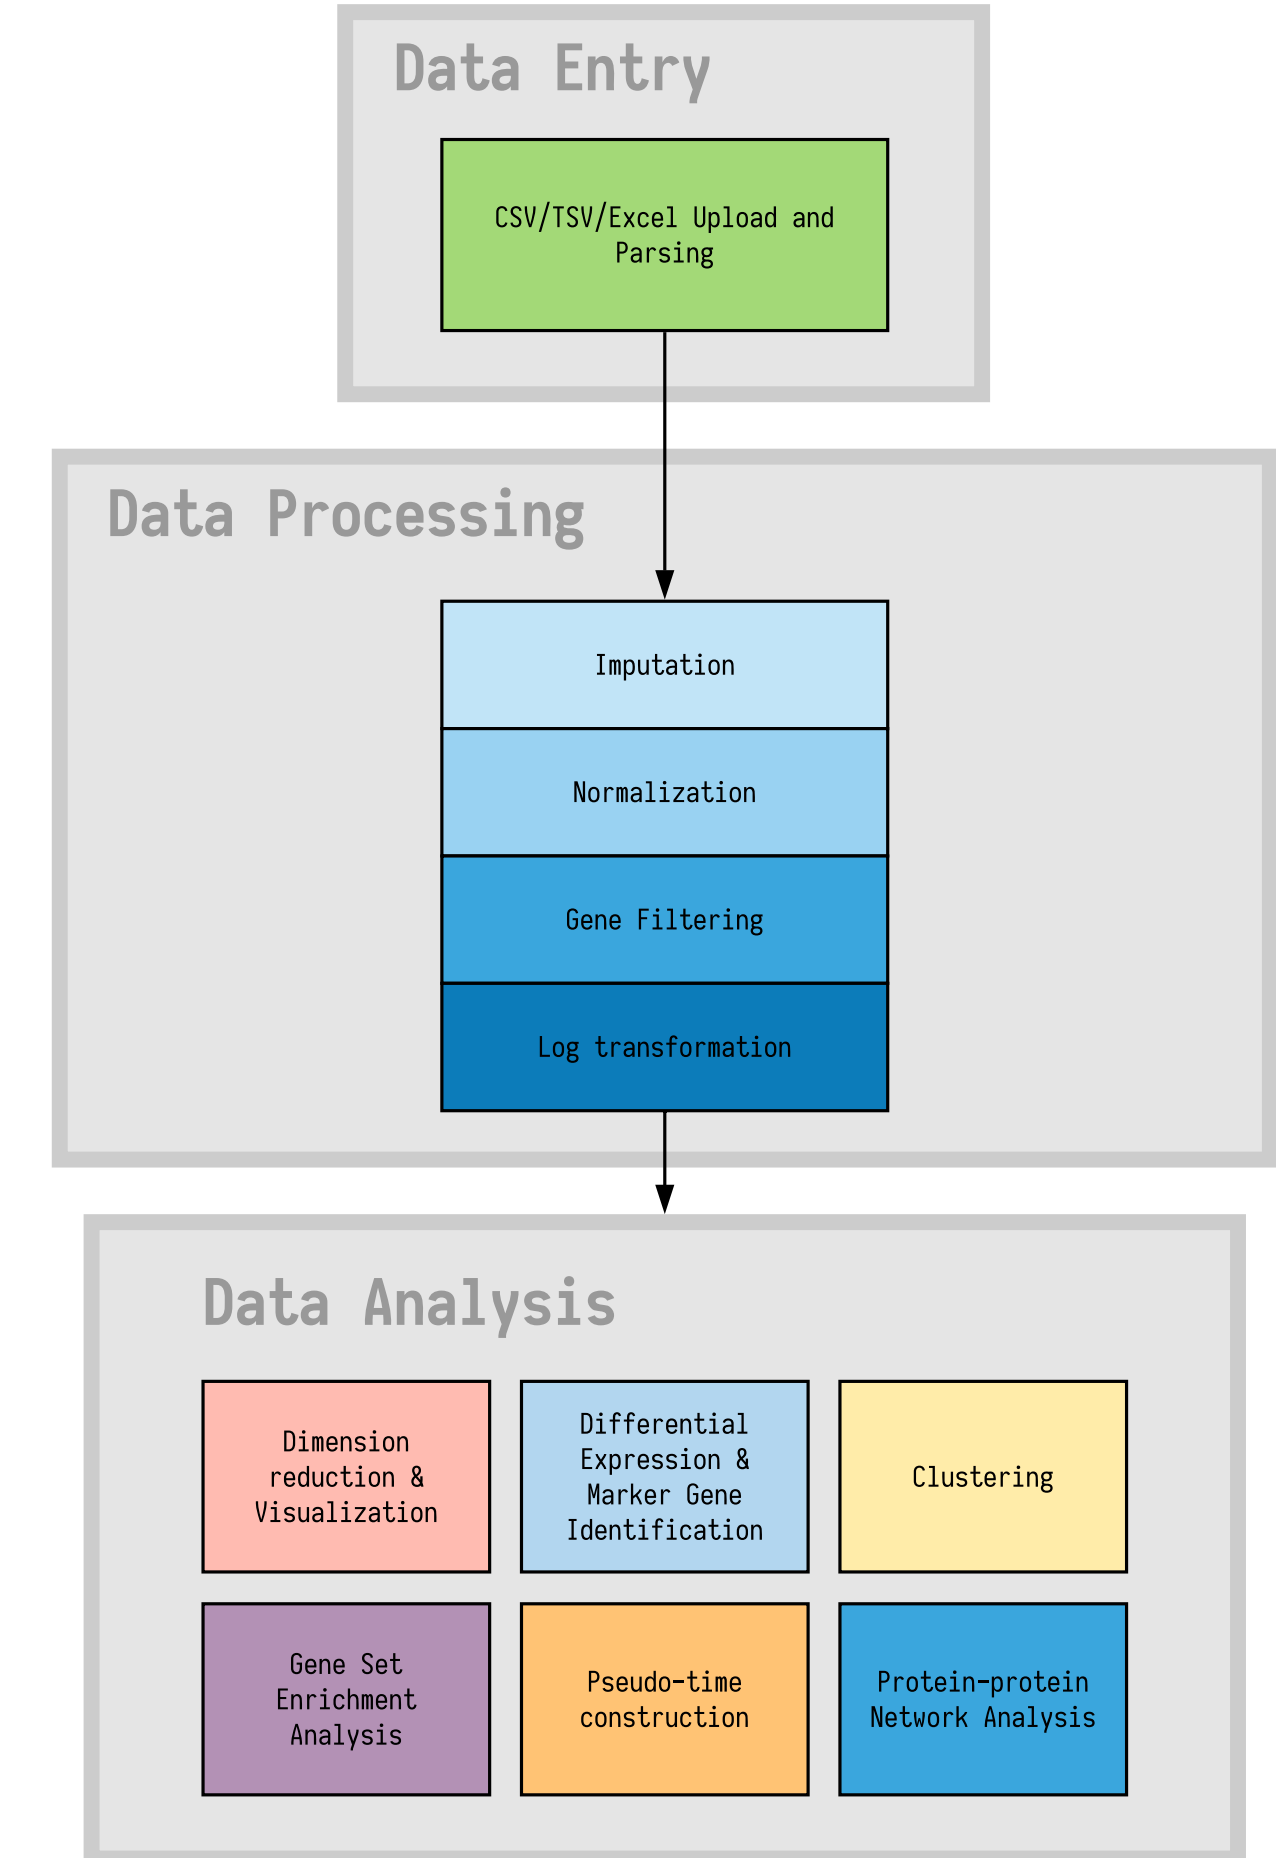 Data Entry
CSV/TSV/Excel Upload and
Parsing
Data Processing
Imputation
Normalization
Gene Filtering
Log transformation
Data Analysis
Dimension
reduction &
Visualization
Differential
Expression &
Marker Gene
Identification
Clustering
Gene Set
Enrichment
Analysis
Pseudo-time
construction
Protein-protein
Network Analysis